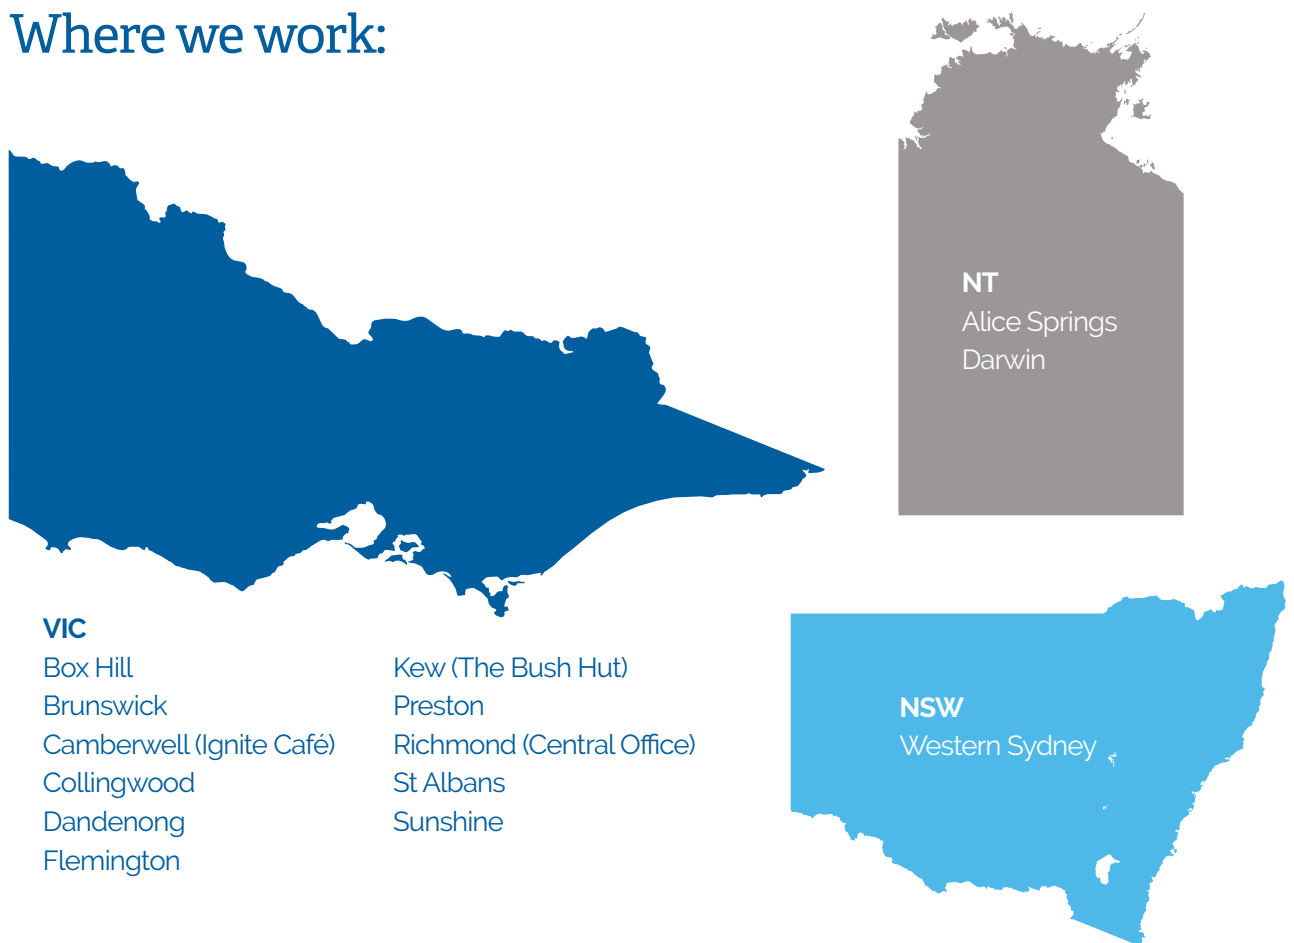 Where we work:
NT
Alice Springs
Darwin
VIC
Box Hill
Brunswick
Camberwell (Ignite Café)
Collingwood
Dandenong
Flemington
Kew (The Bush Hut)
Preston
Richmond (Central Office)
St Albans
Sunshine
NSW
Western Sydney